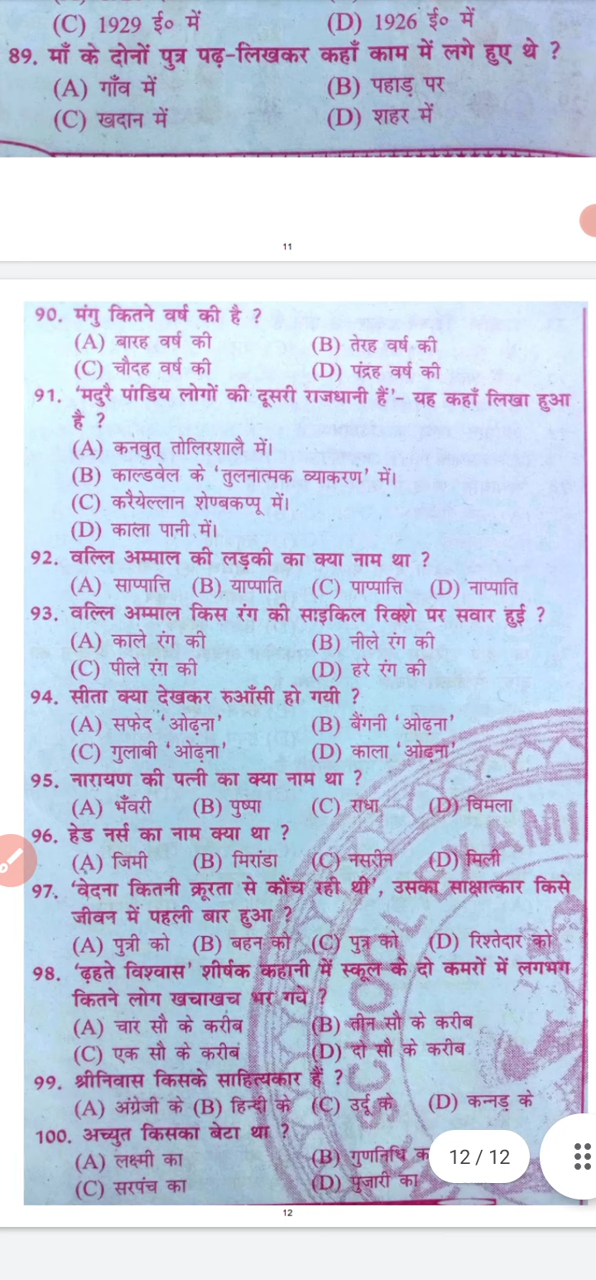 (C) 1929 ई० में (D) 1926 ई० में
89. माँ के दोनों पुत्र पढ़-लिखकर कहाँ काम में लगे हुए थे ?
(A) गाँव में (B) पहाड़ पर
(C) खदान में (D) शहर में
11
90. मंगु कितने वर्ष की है ?
(A) बारह वर्ष की (B) तेरह वर्ष की
(C) चौदह वर्ष की (D) पंद्रह वर्ष की
91. 'मदुरै पांडिय लोगों की दूसरी राजधानी हैं'- यह कहाँ लिखा हुआ
है ?
(A) कनवुत् तोलिरशालै में।
(B) काल्डवेल के 'तुलनात्मक व्याकरण' में।
(C) करैयेल्लान शेण्बकप्पू में।
(D) काला पानी में।
92. वल्लि अम्माल की लड़की का क्या नाम था ?
(A) साप्पात्ति (B) याप्पाति (C) पाप्पात्ति (D) नाप्पाति
93. वल्लि अम्माल किस रंग की साइकिल रिक्शे पर सवार हुई ?
(A) काले रंग की (B) नीले रंग की
(C) पीले रंग की (D) हरे रंग की
94. सीता क्या देखकर रुआँसी हो गयी ?
(A) सफेद 'ओढ़ना' (B) बैंगनी 'ओढ़ना'
(C) गुलाबी 'ओढ़ना' (D) काला 'ओढ़ना'
95. नारायण की पत्नी का क्या नाम था ?
(A) भँवरी (B) पुष्पा (C) राधा (D) विमला
96. हेड नर्स का नाम क्या था ?
(A) जिमी (B) मिरांडा (C) नसरीन (D) मिली
97. 'वेदना कितनी क्रूरता से कौंच रही थी', उसका साक्षात्कार किसे
जीवन में पहली बार हुआ ?
(A) पुत्री को (B) बहन को (C) पुत्र को (D) रिश्तेदार को
98. 'ढ़हते विश्वास' शीर्षक कहानी में स्कूल के दो कमरों में लगभग
कितने लोग खचाखच भर गये ?
(A) चार सौ के करीब (B) तीन सौ के करीब
(C) एक सौ के करीब (D) दो सौ के करीब
99. श्रीनिवास किसके साहित्यकार हैं ?
(A) अंग्रेजी के (B) हिन्दी के (C) उर्दू के (D) कन्नड़ के
100. अच्युत किसका बेटा था ?
(A) लक्ष्मी का (B) गुणनिधि क
(C) सरपंच का (D) पुजारी का
12 / 12
12
SCHOOL EXAMI